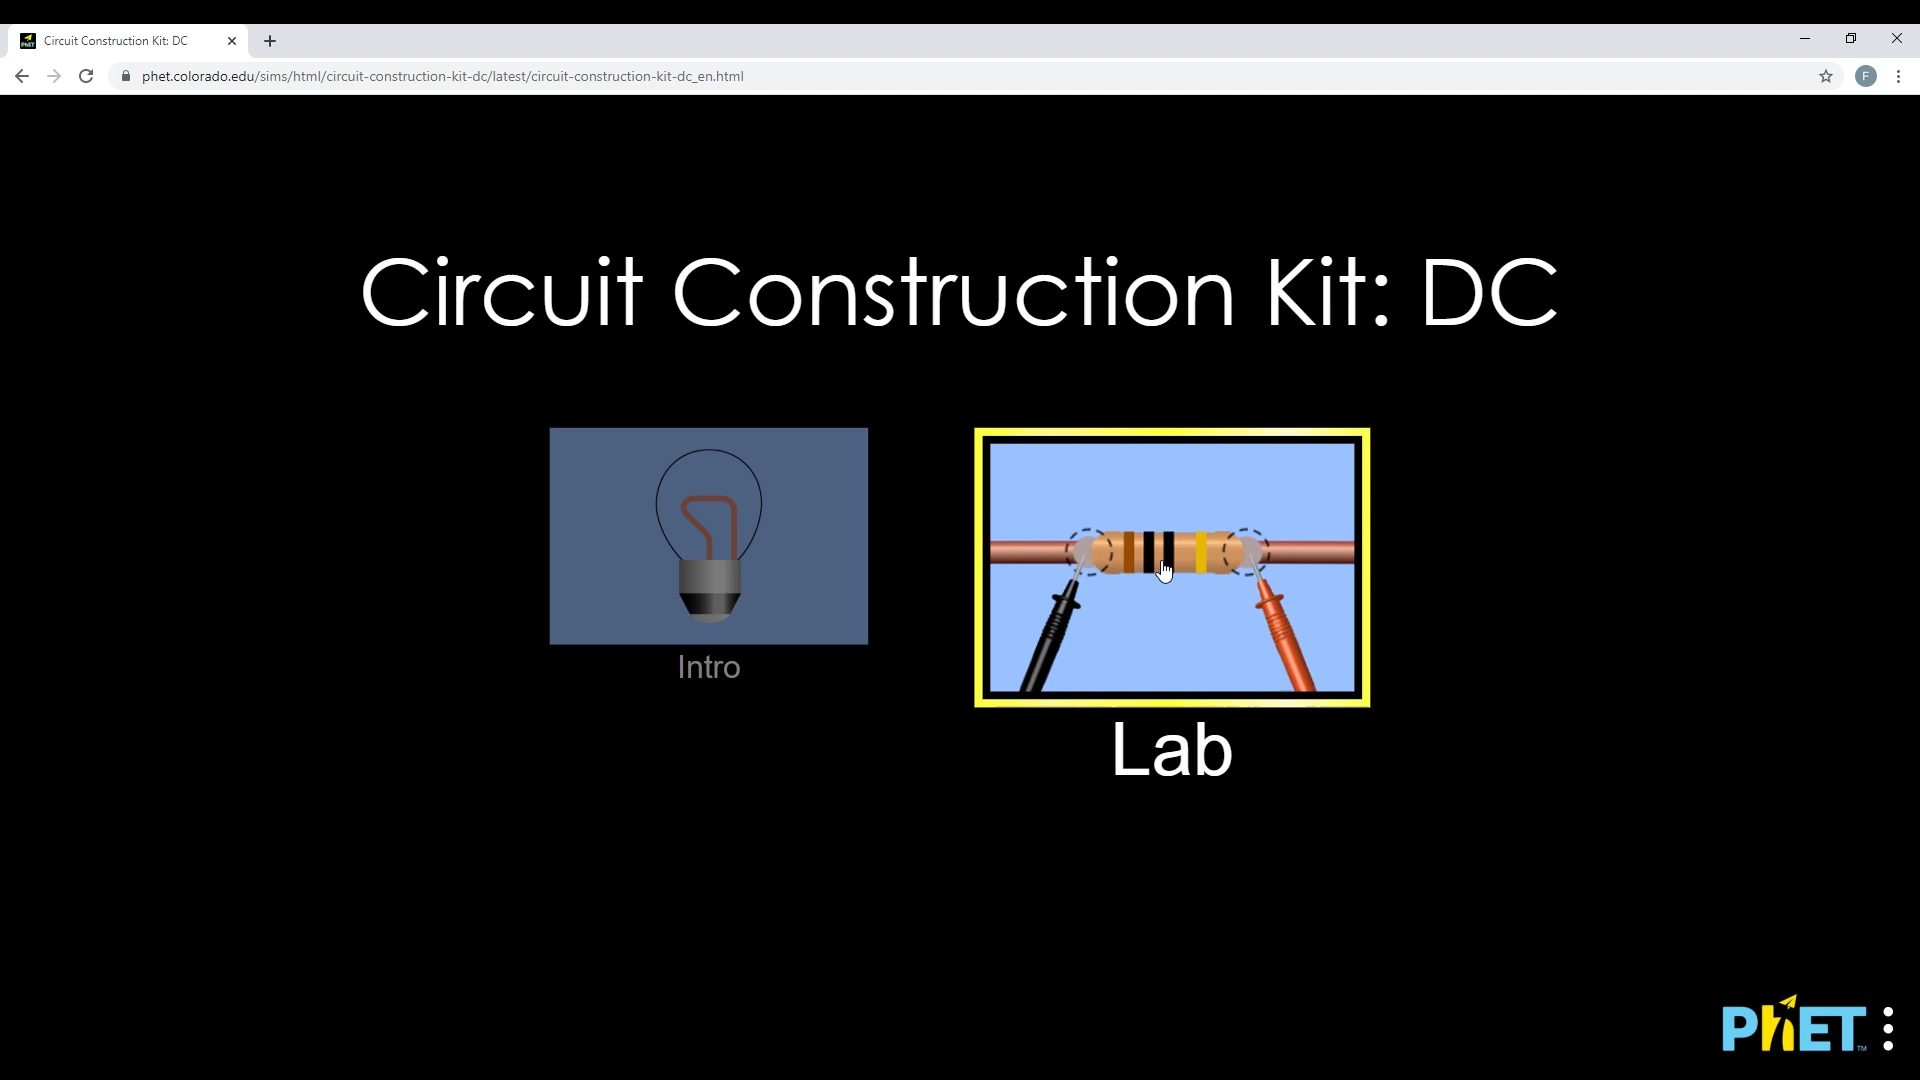 Circuit Construction Kit: DC
phet.colorado.edu/sims/html/circuit-construction-kit-dc/latest/circuit-construction-kit-dc_en.html
F
Circuit Construction Kit: DC
Intro
Lab
PhET™